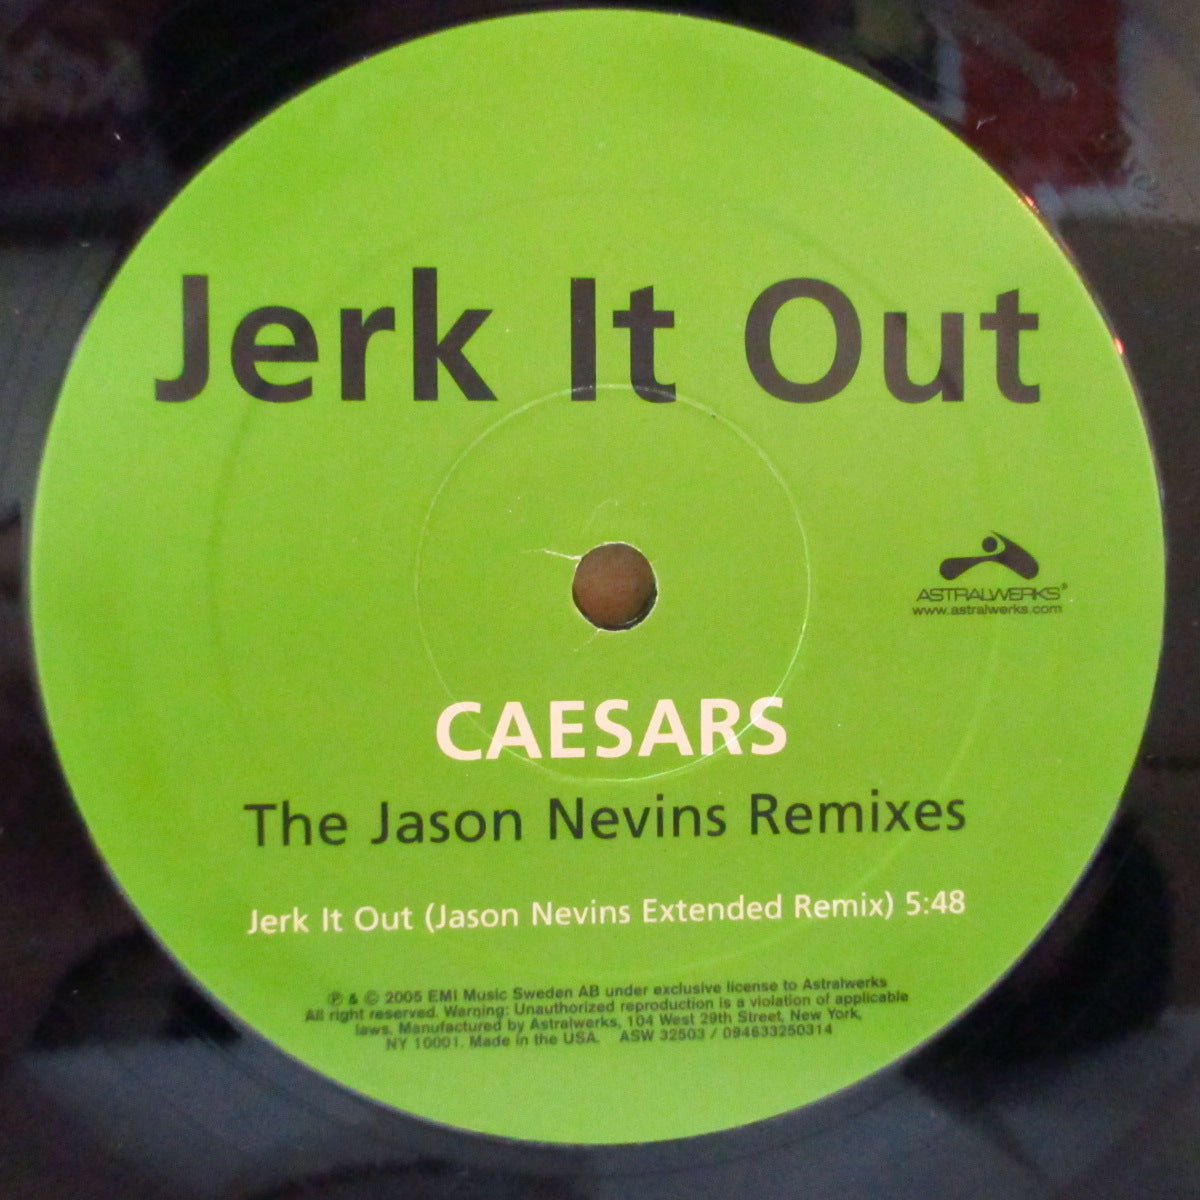 Jerk It Out
ASTRALWERKS®
www.astralwerks.com
CAESARS
The Jason Nevins Remixes
Jerk It Out (Jason Nevins Extended Remix) 5:48
℗ & © 2005 EMI Music Sweden AB under exclusive license to Astralwerks
All right reserved. Warning: Unauthorized reproduction is a violation of applicable
laws. Manufactured by Astralwerks, 104 West 29th Street, New York,
NY 10001. Made in the USA. ASW 32503 / 094633250314